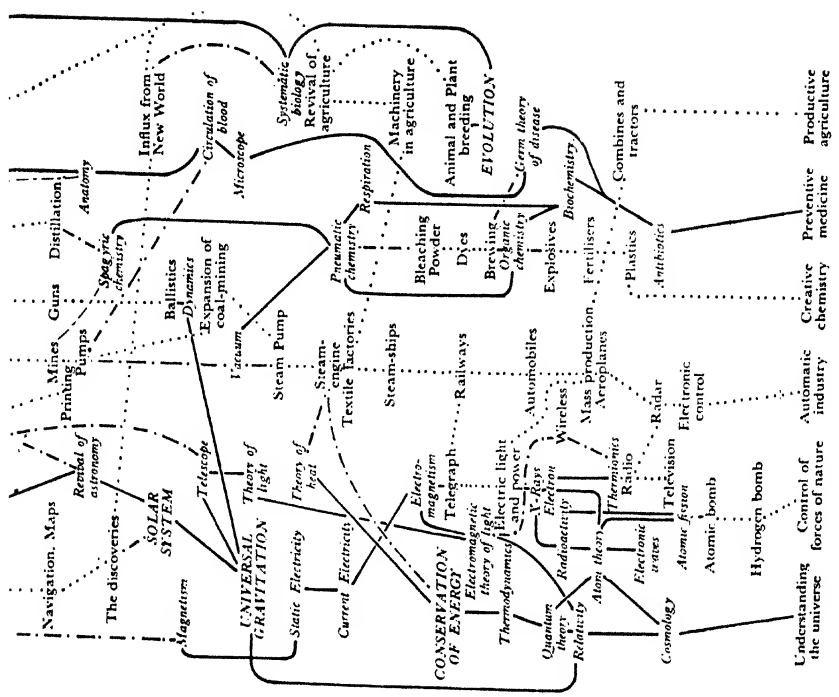 Navigation. Maps
Mines
Guns
Distillation
Printing
Pumps
Revival of
astronomy
Anatomy
The discoveries
Spagyric
chemistry
Influx from
New World
SOLAR
SYSTEM
Ballistics
Dynamics
Magnetism
Telescope
Expansion of
coal-mining
Circulation of
blood
Microscope
UNIVERSAL
GRAVITATION
Theory of
light
Vacuum
Static Electricity
Theory of
heat
Steam Pump
Systematic
biology
Revival of
agriculture
Current Electricity
Steam-
engine
Textile factories
Pneumatic
chemistry
Respiration
Machinery
in agriculture
Electro-
magnetism
Steam-ships
Bleaching
Powder
Animal and Plant
breeding
CONSERVATION
OF ENERGY
Telegraph
Railways
Dyes
EVOLUTION
Electromagnetic
theory of light
Thermodynamics
Electric light
and power
Brewing
Organic
chemistry
Germ theory
of disease
Quantum
theory
Relativity
Radioactivity
X-Rays
Electron
Wireless
Automobiles
Explosives
Biochemistry
Atom theory
Thermionics
Radio
Mass production
Aeroplanes
Fertilisers
Combines and
tractors
Electronic
waves
Plastics
Cosmology
Atomic fission
Television
Radar
Antibiotics
Atomic bomb
Electronic
control
Hydrogen bomb
Understanding
the universe
Control of
forces of nature
Automatic
industry
Creative
chemistry
Preventive
medicine
Productive
agriculture